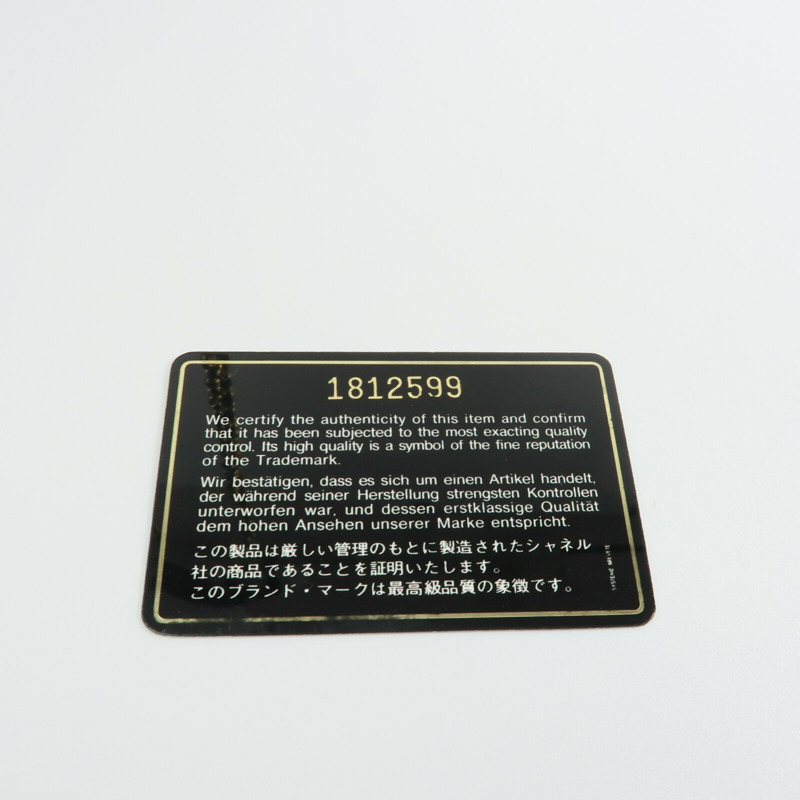 1812599
We certify the authenticity of this item and confirm
that it has been subjected to the most exacting quality
control. Its high quality is a symbol of the fine reputation
of the Trademark.
Wir bestätigen, dass es sich um einen Artikel handelt,
der während seiner Herstellung strengsten Kontrollen
unterworfen war, und dessen erstklassige Qualität
dem hohen Ansehen unserer Marke entspricht.
この製品は厳しい管理のもとに製造されたシャネル
社の商品であることを証明いたします。
このブランド・マークは最高級品質の象徴です。